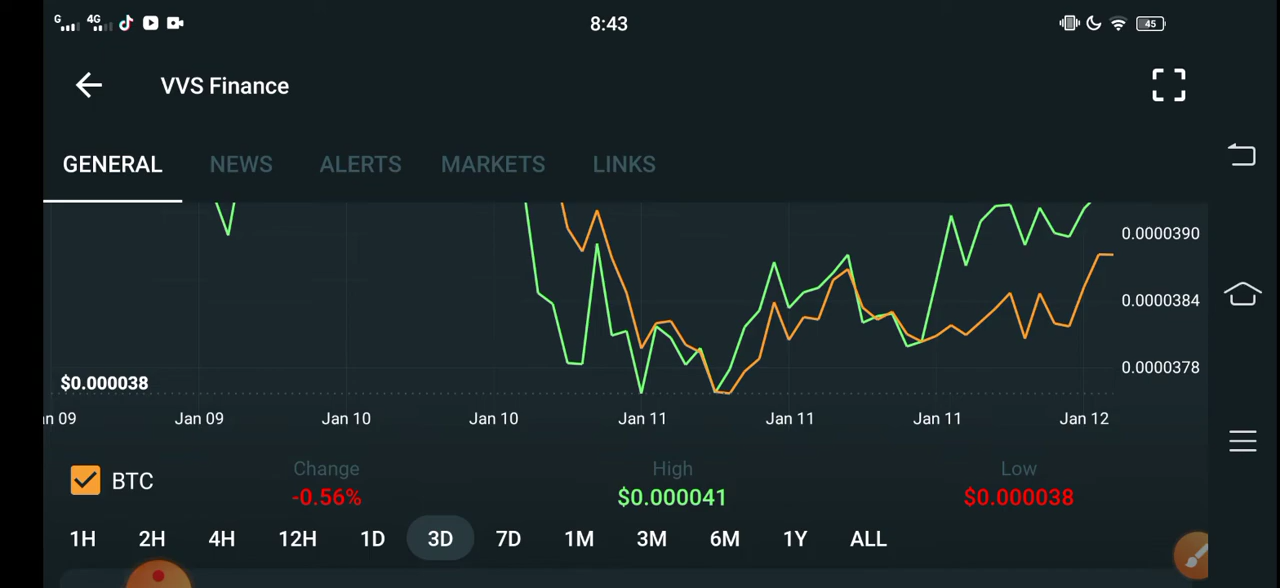 G 4G 8:43 45
VVS Finance
GENERAL NEWS ALERTS MARKETS LINKS
0.0000390
0.0000384
0.0000378
$0.000038
n 09 Jan 09 Jan 10 Jan 10 Jan 11 Jan 11 Jan 11 Jan 12
Change High Low
BTC -0.56% $0.000041 $0.000038
1H 2H 4H 12H 1D 3D 7D 1M 3M 6M 1Y ALL